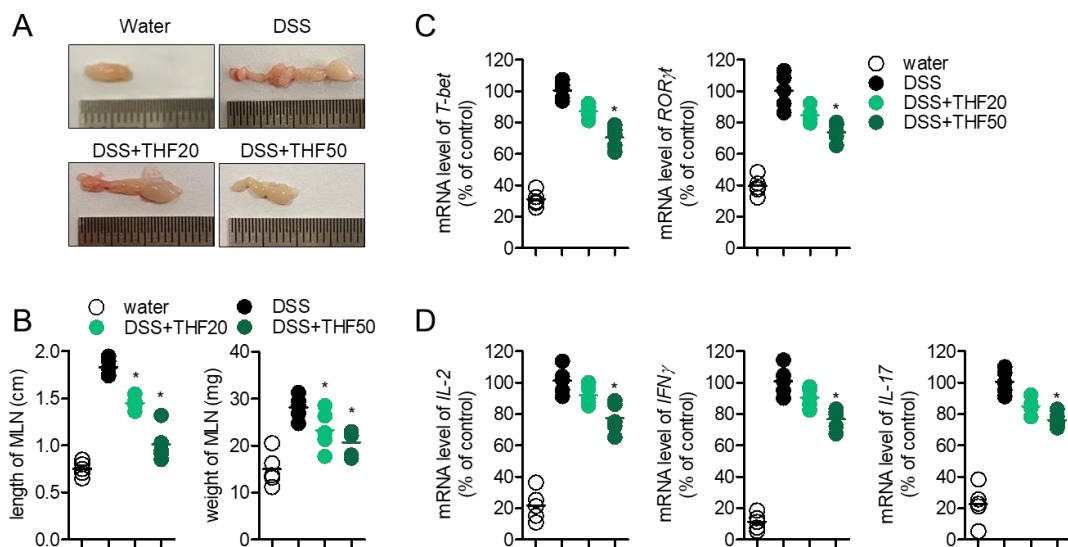 A
Water
DSS
DSS+THF20
DSS+THF50
B
water
DSS
DSS+THF20
DSS+THF50
length of MLN (cm)
2.0
1.5
1.0
0.5
0.0
*
*
weight of MLN (mg)
40
30
20
10
0
*
*
C
mRNA level of T-bet
(% of control)
120
100
80
60
40
20
0
*
mRNA level of RORγt
(% of control)
120
100
80
60
40
20
0
*
water
DSS
DSS+THF20
DSS+THF50
D
mRNA level of IL-2
(% of control)
120
100
80
60
40
20
0
*
mRNA level of IFNγ
(% of control)
120
100
80
60
40
20
0
*
mRNA level of IL-17
(% of control)
120
100
80
60
40
20
0
*